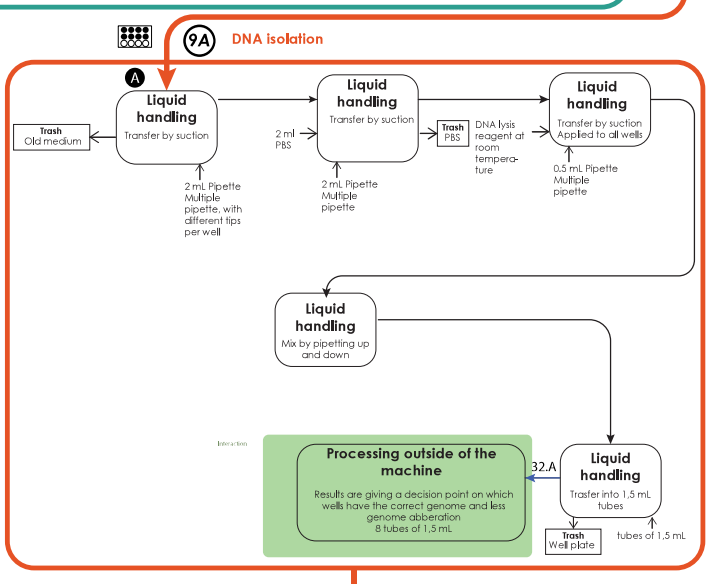 9A DNA isolation
A
Liquid
handling
Transfer by suction
Trash
Old medium
2 mL Pipette
Multiple
pipette, with
different tips
per well
Liquid
handling
Transfer by suction
2 ml
PBS
2 mL Pipette
Multiple
pipette
Trash
PBS
DNA lysis
reagent at
room
tempera-
ture
Liquid
handling
Transfer by suction
Applied to all wells
0,5 mL Pipette
Multiple
pipette
Liquid
handling
Mix by pipetting up
and down
Interaction
Processing outside of the
machine
Results are giving a decision point on which
wells have the correct genome and less
genome abberation
8 tubes of 1,5 mL
32.A
Liquid
handling
Trasfer into 1,5 mL
tubes
Trash
Well plate
tubes of 1,5 mL